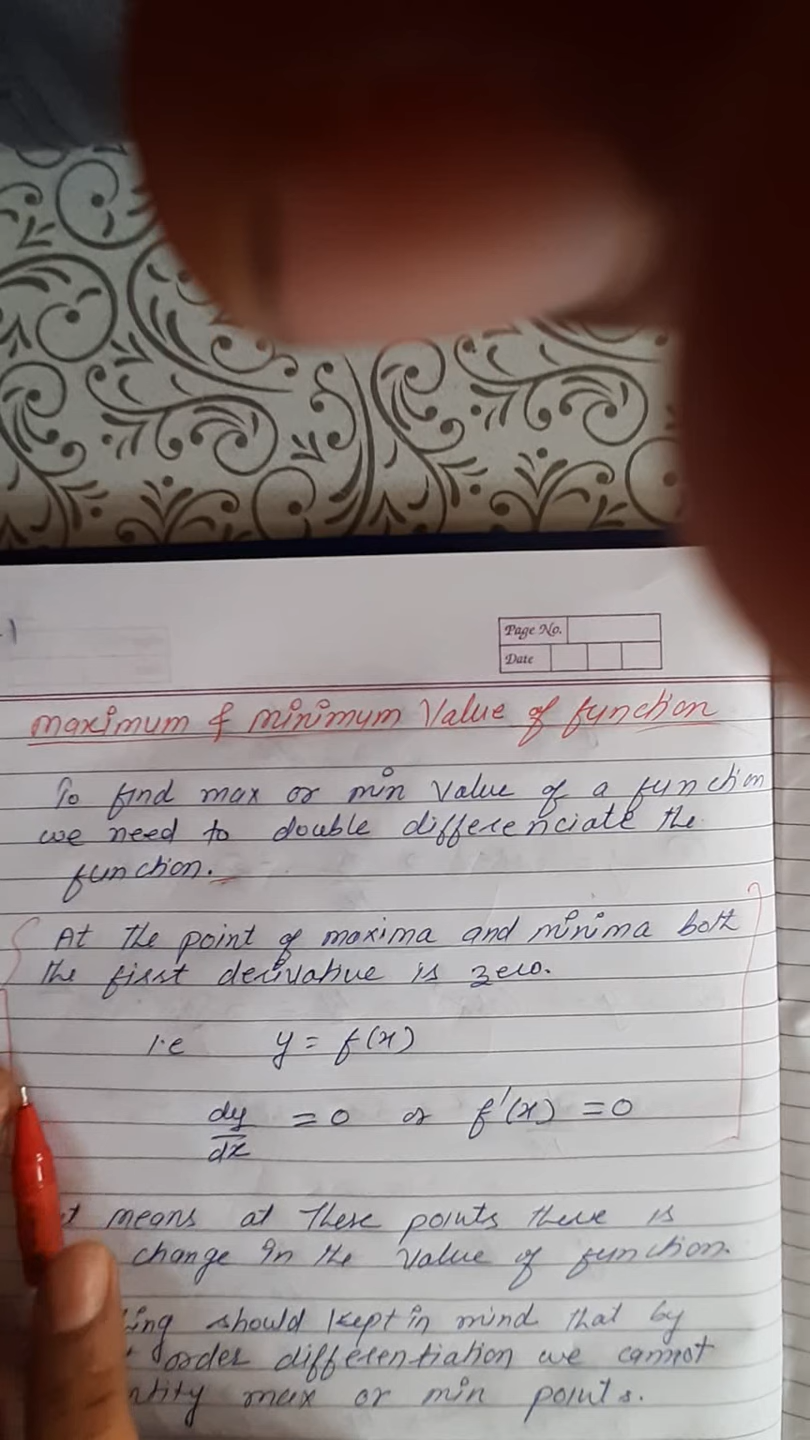 Page No.
Date
Maximum & minimum Value of function
To find max or min Value of a function
we need to double differenciate the
function.
At the point of maxima and minima both
the first derivative is zero.
i.e y = f(x)
dy/dx = 0 or f'(x) = 0
means at these points there is
change in the value of function.
should kept in mind that by
order differentiation we cannot
max or min points.